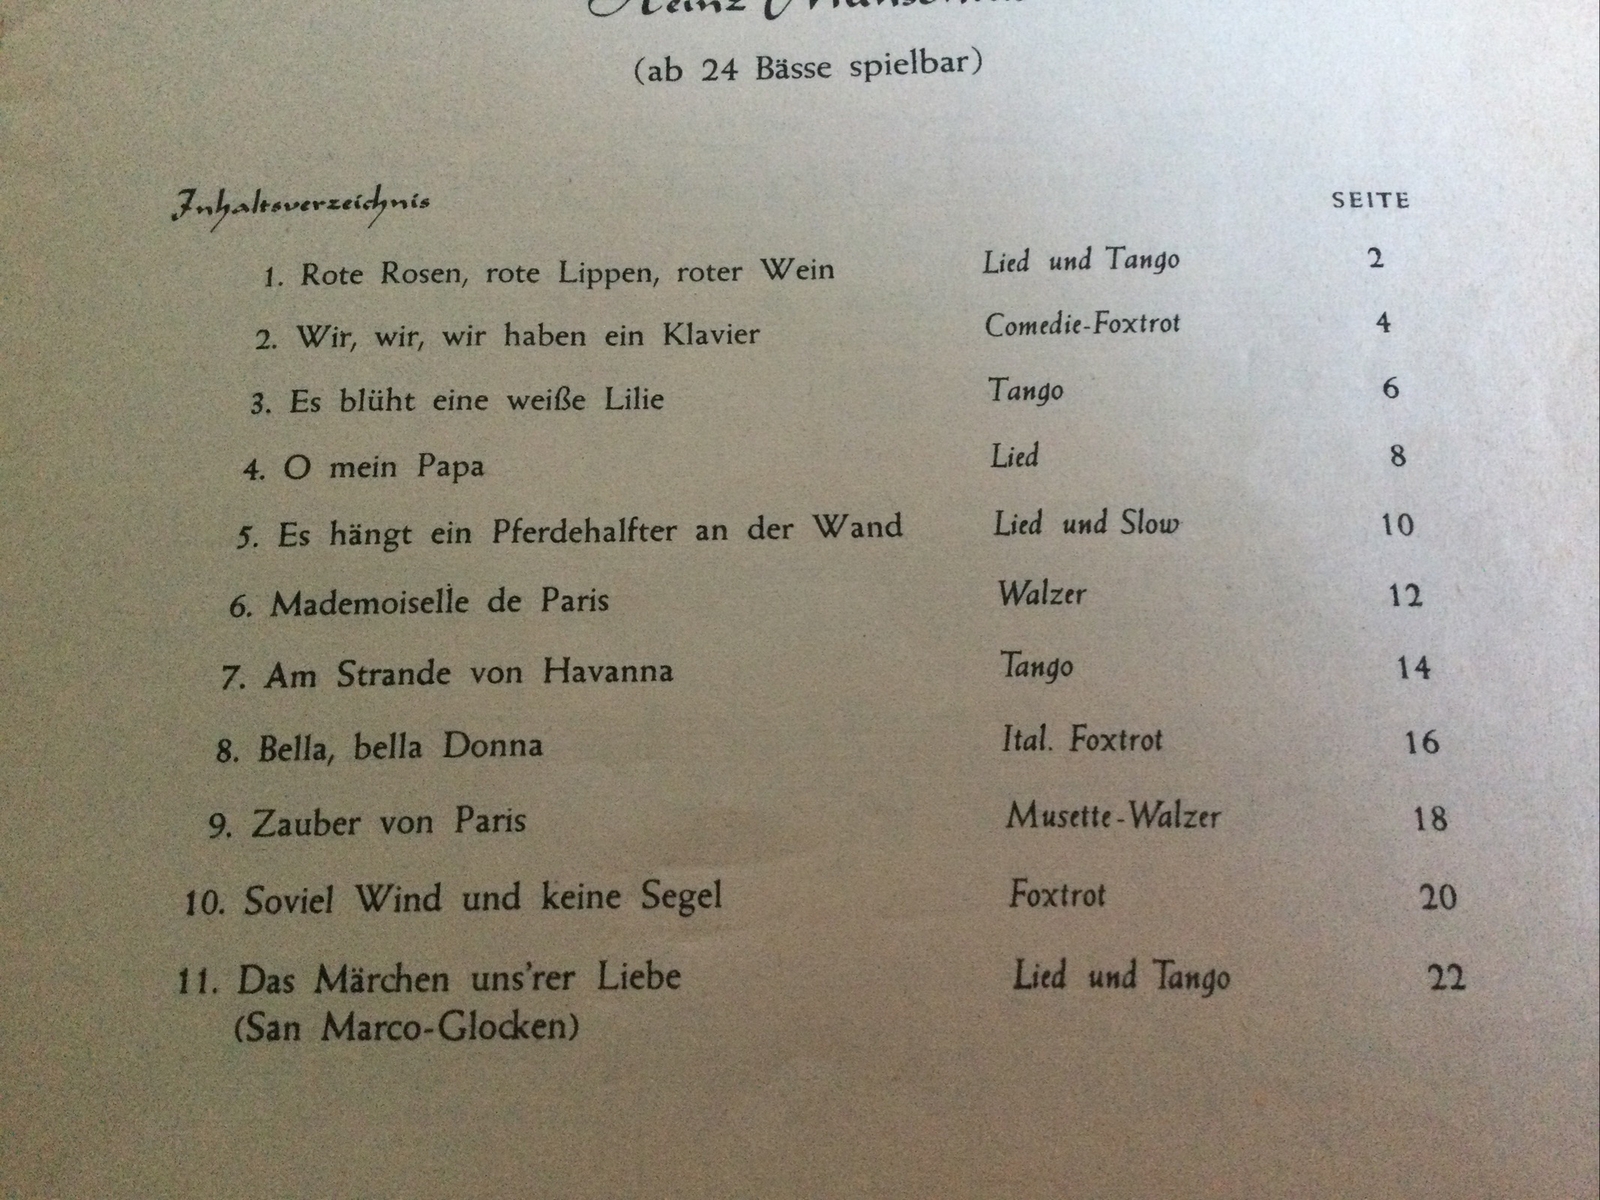 Heinz
(ab 24 Bässe spielbar)
Inhaltsverzeichnis SEITE
1. Rote Rosen, rote Lippen, roter Wein Lied und Tango 2
2. Wir, wir, wir haben ein Klavier Comedie-Foxtrot 4
3. Es blüht eine weiße Lilie Tango 6
4. O mein Papa Lied 8
5. Es hängt ein Pferdehalfter an der Wand Lied und Slow 10
6. Mademoiselle de Paris Walzer 12
7. Am Strande von Havanna Tango 14
8. Bella, bella Donna Ital. Foxtrot 16
9. Zauber von Paris Musette-Walzer 18
10. Soviel Wind und keine Segel Foxtrot 20
11. Das Märchen uns'rer Liebe Lied und Tango 22
(San Marco-Glocken)